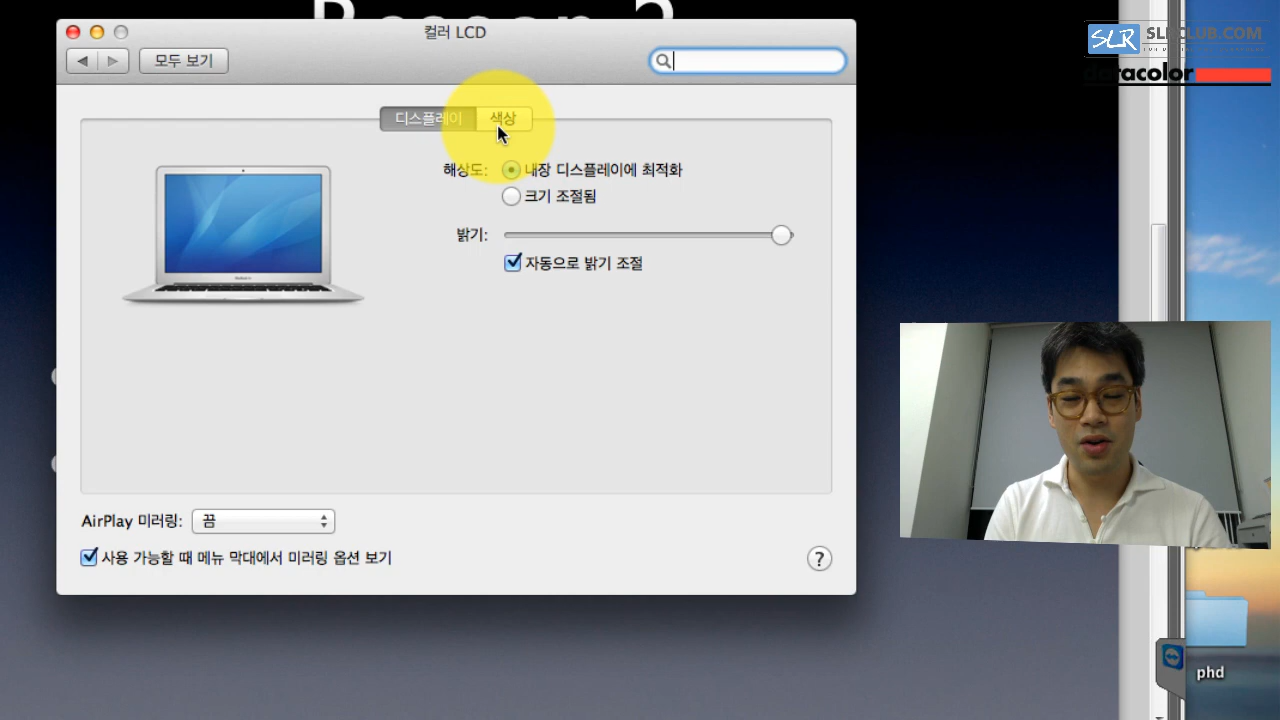 컬러 LCD
SLR
SLRCLUB.COM
datacolor
모두 보기
디스플레이
색상
해상도:
내장 디스플레이에 최적화
크기 조절됨
밝기:
자동으로 밝기 조절
AirPlay 미러링:
끔
사용 가능할 때 메뉴 막대에서 미러링 옵션 보기
?
phd